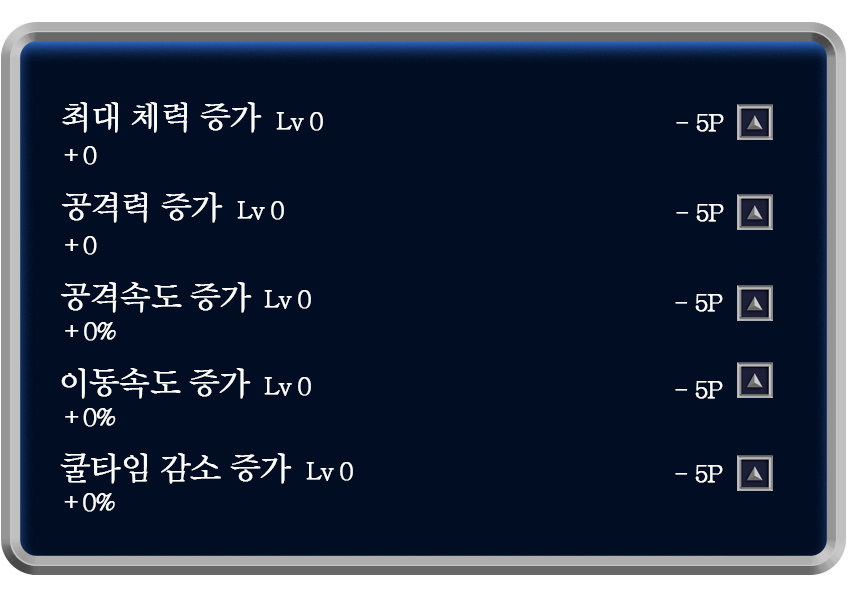 최대 체력 증가 Lv 0 - 5P
+0
공격력 증가 Lv 0 - 5P
+0
공격속도 증가 Lv 0 - 5P
+0%
이동속도 증가 Lv 0 - 5P
+0%
쿨타임 감소 증가 Lv 0 - 5P
+0%